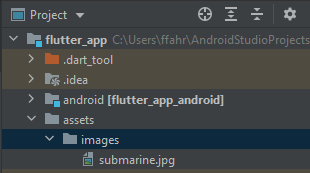 Project
flutter_app C:\Users\ffahr\AndroidStudioProjects
.dart_tool
.idea
android [flutter_app_android]
assets
images
submarine.jpg